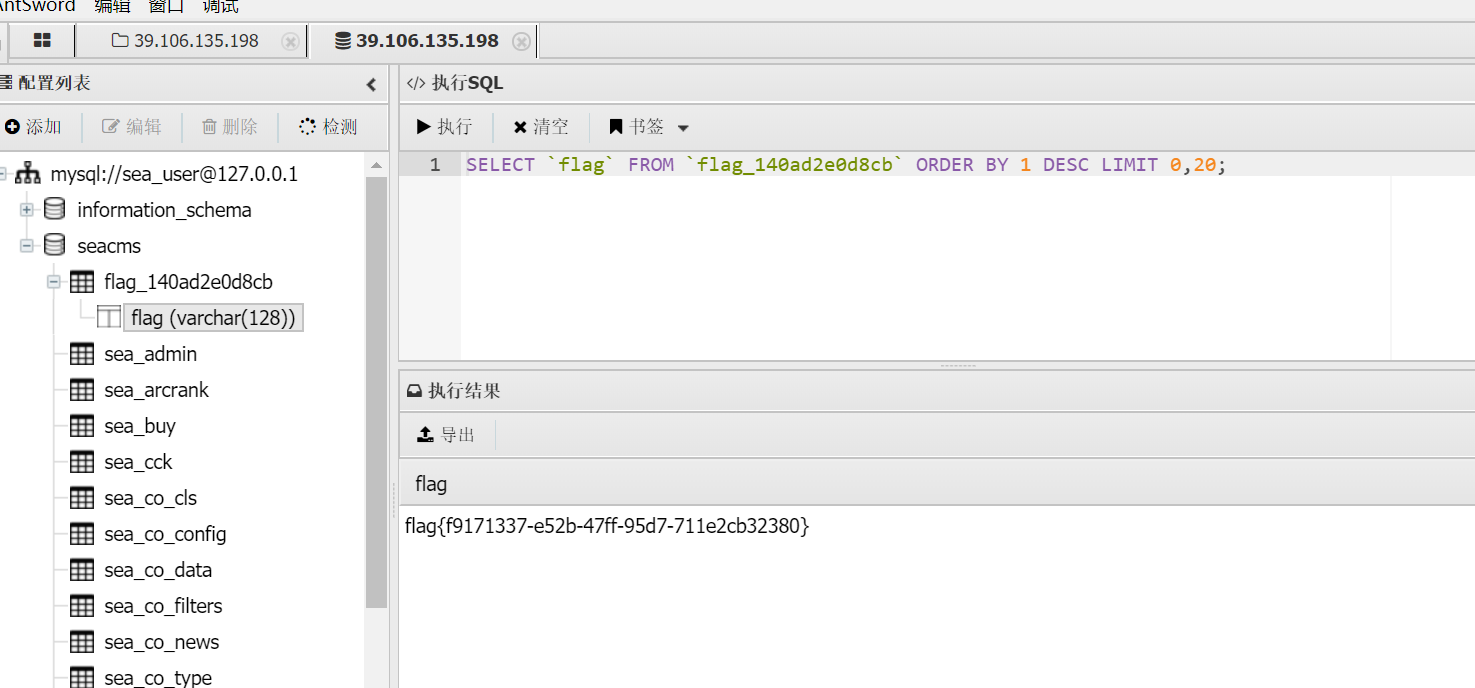 AntSword 编辑 窗口 调试
39.106.135.198
39.106.135.198
配置列表
添加 编辑 删除 检测
mysql://sea_user@127.0.0.1
information_schema
seacms
flag_140ad2e0d8cb
flag (varchar(128))
sea_admin
sea_arcrank
sea_buy
sea_cck
sea_co_cls
sea_co_config
sea_co_data
sea_co_filters
sea_co_news
sea_co_type
</> 执行SQL
执行 清空 书签
1 SELECT `flag` FROM `flag_140ad2e0d8cb` ORDER BY 1 DESC LIMIT 0,20;
执行结果
导出
flag
flag{f9171337-e52b-47ff-95d7-711e2cb32380}